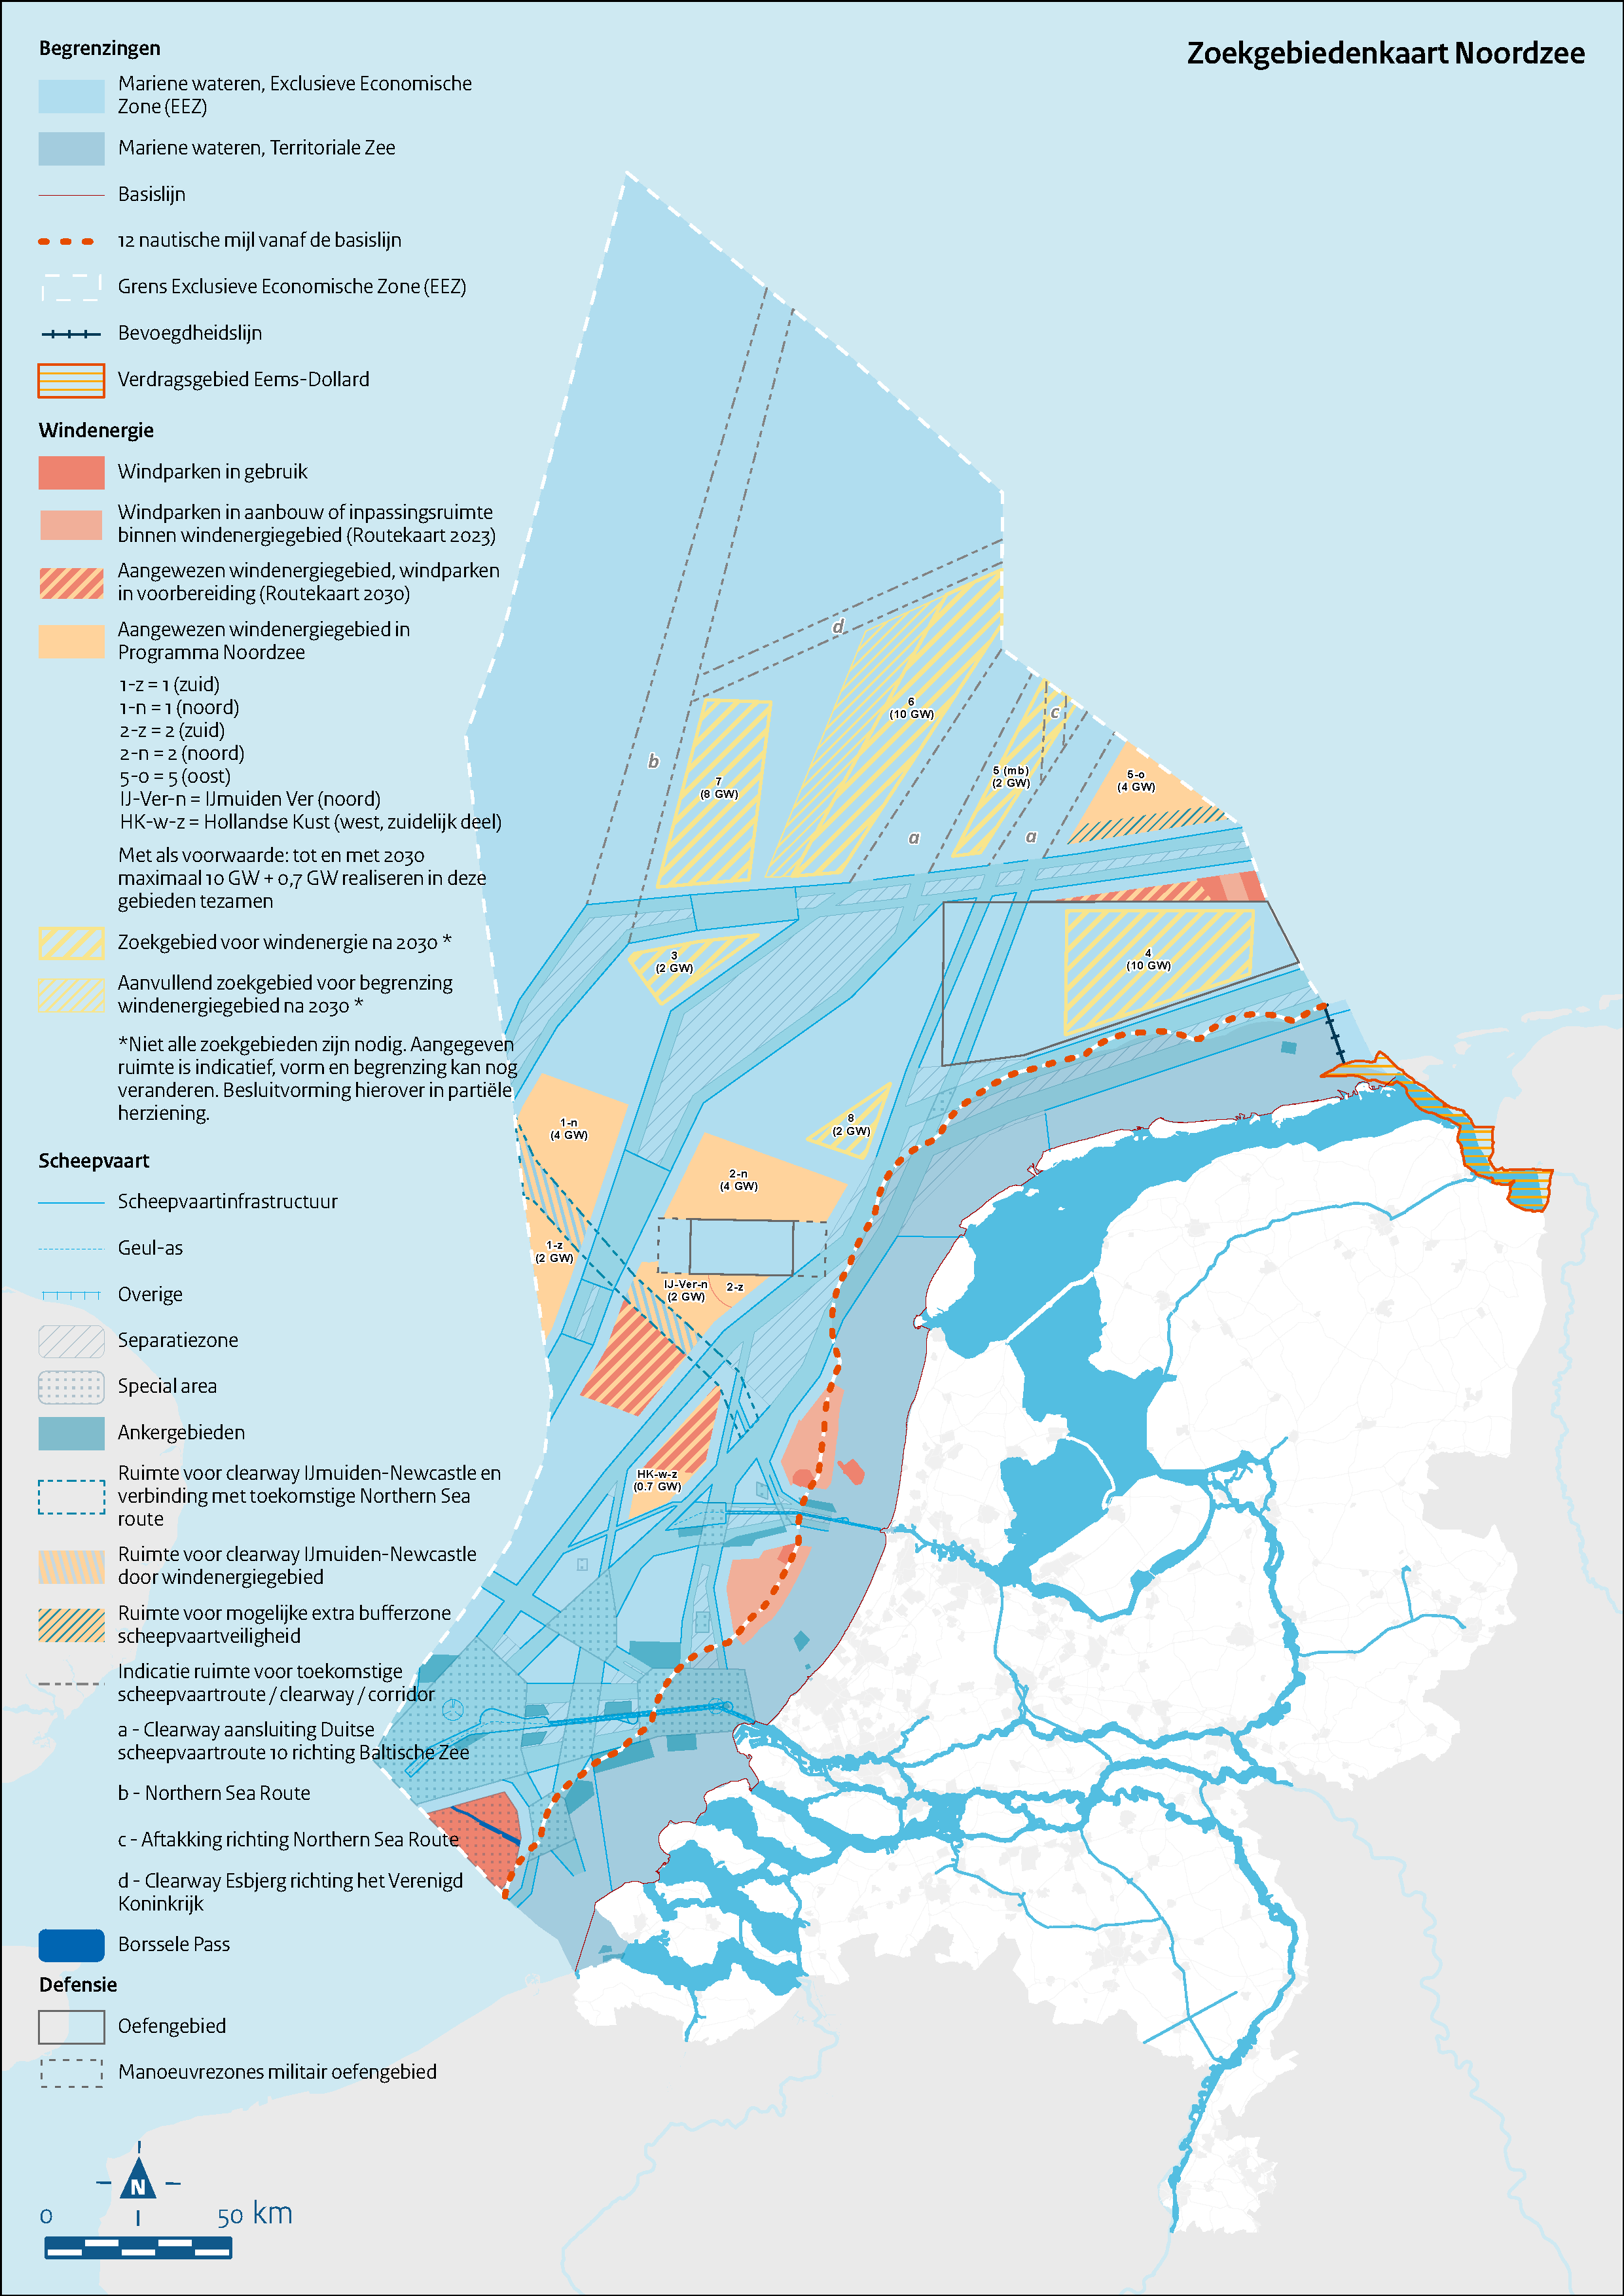 Zoekgebiedenkaart Noordzee
Begrenzingen
Mariene wateren, Exclusieve Economische
Zone (EEZ)
Mariene wateren, Territoriale Zee
Basislijn
12 nautische mijl vanaf de basislijn
Grens Exclusieve Economische Zone (EEZ)
Bevoegdheidslijn
Verdragsgebied Eems-Dollard
Windenergie
Windparken in gebruik
Windparken in aanbouw of inpassingsruimte
binnen windenergiegebied (Routekaart 2023)
Aangewezen windenergiegebied, windparken
in voorbereiding (Routekaart 2030)
Aangewezen windenergiegebied in
Programma Noordzee
1-z = 1 (zuid)
1-n = 1 (noord)
2-z = 2 (zuid)
2-n = 2 (noord)
5-o = 5 (oost)
IJ-Ver-n = IJmuiden Ver (noord)
HK-w-z = Hollandse Kust (west, zuidelijk deel)
Met als voorwaarde: tot en met 2030
maximaal 10 GW + 0,7 GW realiseren in deze
gebieden tezamen
Zoekgebied voor windenergie na 2030 *
Aanvullend zoekgebied voor begrenzing
windenergiegebied na 2030 *
*Niet alle zoekgebieden zijn nodig. Aangegeven
ruimte is indicatief, vorm en begrenzing kan nog
veranderen. Besluitvorming hierover in partiële
herziening.
Scheepvaart
Scheepvaartinfrastructuur
Geul-as
Overige
Separatiezone
Special area
Ankergebieden
Ruimte voor clearway IJmuiden-Newcastle en
verbinding met toekomstige Northern Sea
route
Ruimte voor clearway IJmuiden-Newcastle
door windenergiegebied
Ruimte voor mogelijke extra bufferzone
scheepvaartveiligheid
Indicatie ruimte voor toekomstige
scheepvaartroute / clearway / corridor
a - Clearway aansluiting Duitse
scheepvaartroute 10 richting Baltische Zee
b - Northern Sea Route
c - Aftakking richting Northern Sea Route
d - Clearway Esbjerg richting het Verenigd
Koninkrijk
Borssele Pass
Defensie
Oefengebied
Manoeuvrezones militair oefengebied
N
0
50 km
d
6
(10 GW)
c
b
7
(8 GW)
5 (mb)
(2 GW)
5-o
(4 GW)
a
a
3
(2 GW)
4
(10 GW)
1-n
(4 GW)
8
(2 GW)
2-n
(4 GW)
1-z
(2 GW)
IJ-Ver-n
(2 GW)
2-z
HK-w-z
(0.7 GW)